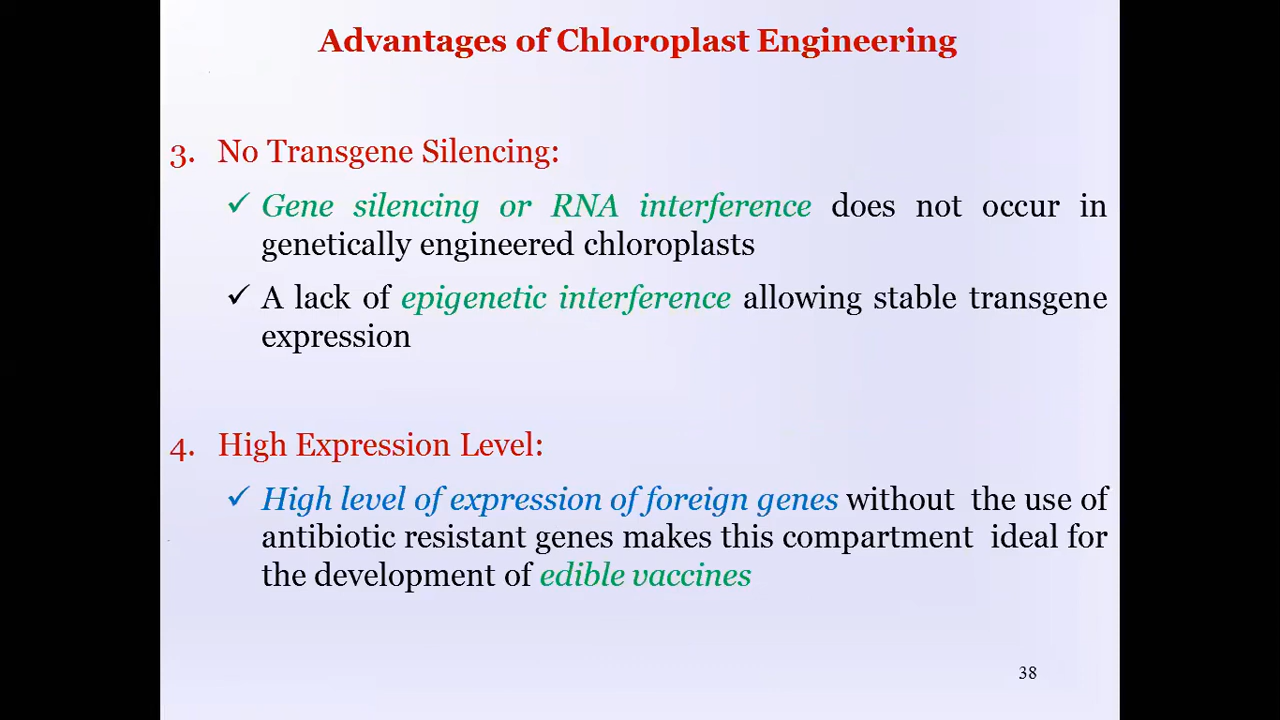 Advantages of Chloroplast Engineering
3. No Transgene Silencing:
✓ Gene silencing or RNA interference does not occur in
genetically engineered chloroplasts
✓ A lack of epigenetic interference allowing stable transgene
expression
4. High Expression Level:
✓ High level of expression of foreign genes without the use of
antibiotic resistant genes makes this compartment ideal for
the development of edible vaccines
38